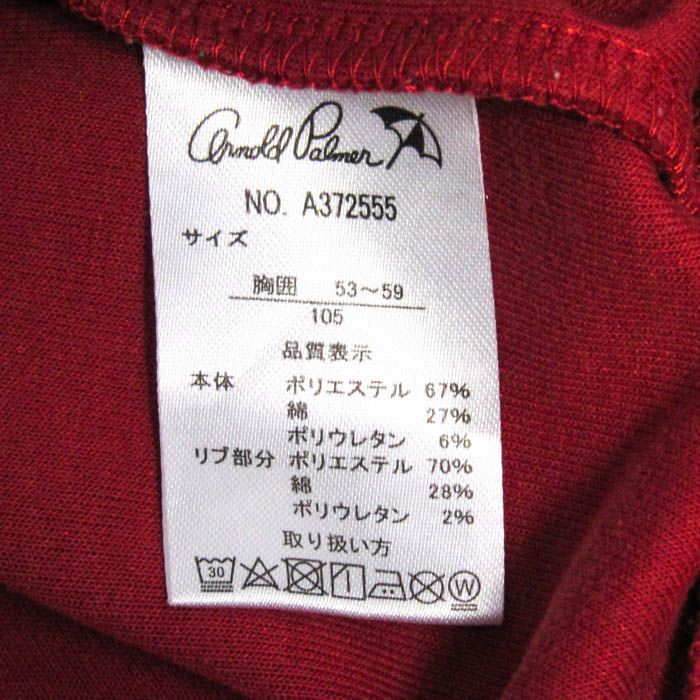 Arnold Palmer
NO. A372555
サイズ
胸囲 53～59
105
品質表示
本体 ポリエステル 67%
綿 27%
ポリウレタン 6%
リブ部分 ポリエステル 70%
綿 28%
ポリウレタン 2%
取り扱い方
30 W